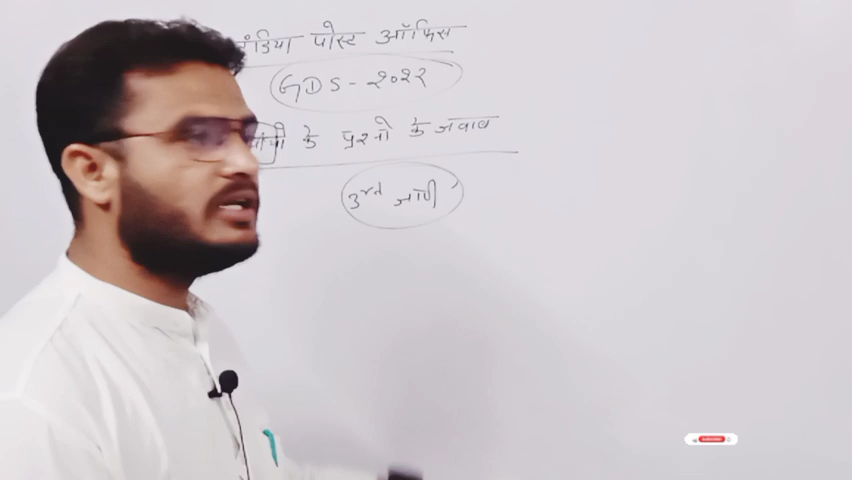 इंडिया पोस्ट ऑफिस
GDS - २०२२
के प्रश्नो के जवाब